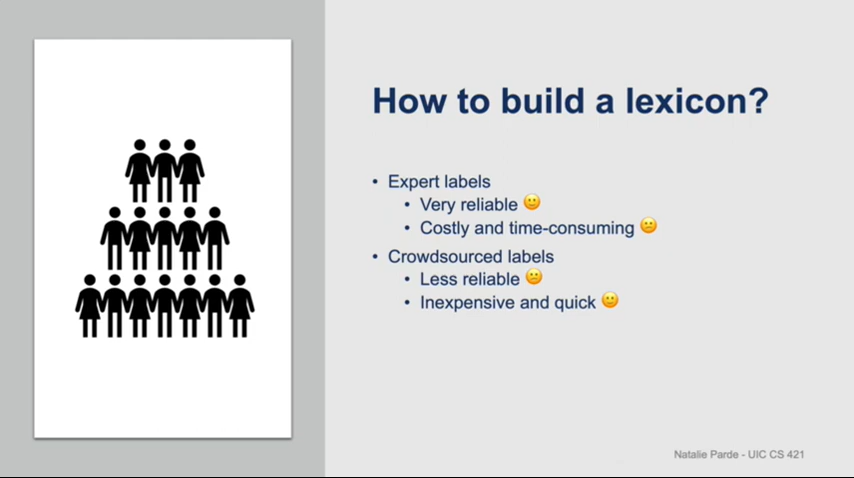 How to build a lexicon?
• Expert labels
• Very reliable 🙂
• Costly and time-consuming 😕
• Crowdsourced labels
• Less reliable 😕
• Inexpensive and quick 🙂
Natalie Parde - UIC CS 421